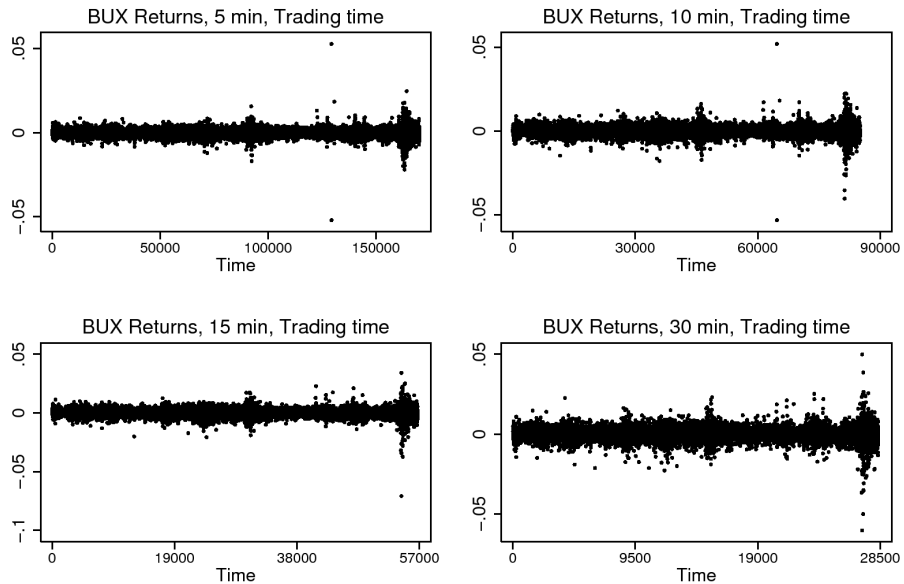 BUX Returns, 5 min, Trading time
.05
0
-.05
0 50000 100000 150000
Time
BUX Returns, 10 min, Trading time
.05
0
-.05
0 30000 60000 90000
Time
BUX Returns, 15 min, Trading time
.05
0
-.05
-.1
0 19000 38000 57000
Time
BUX Returns, 30 min, Trading time
.05
0
-.05
0 9500 19000 28500
Time